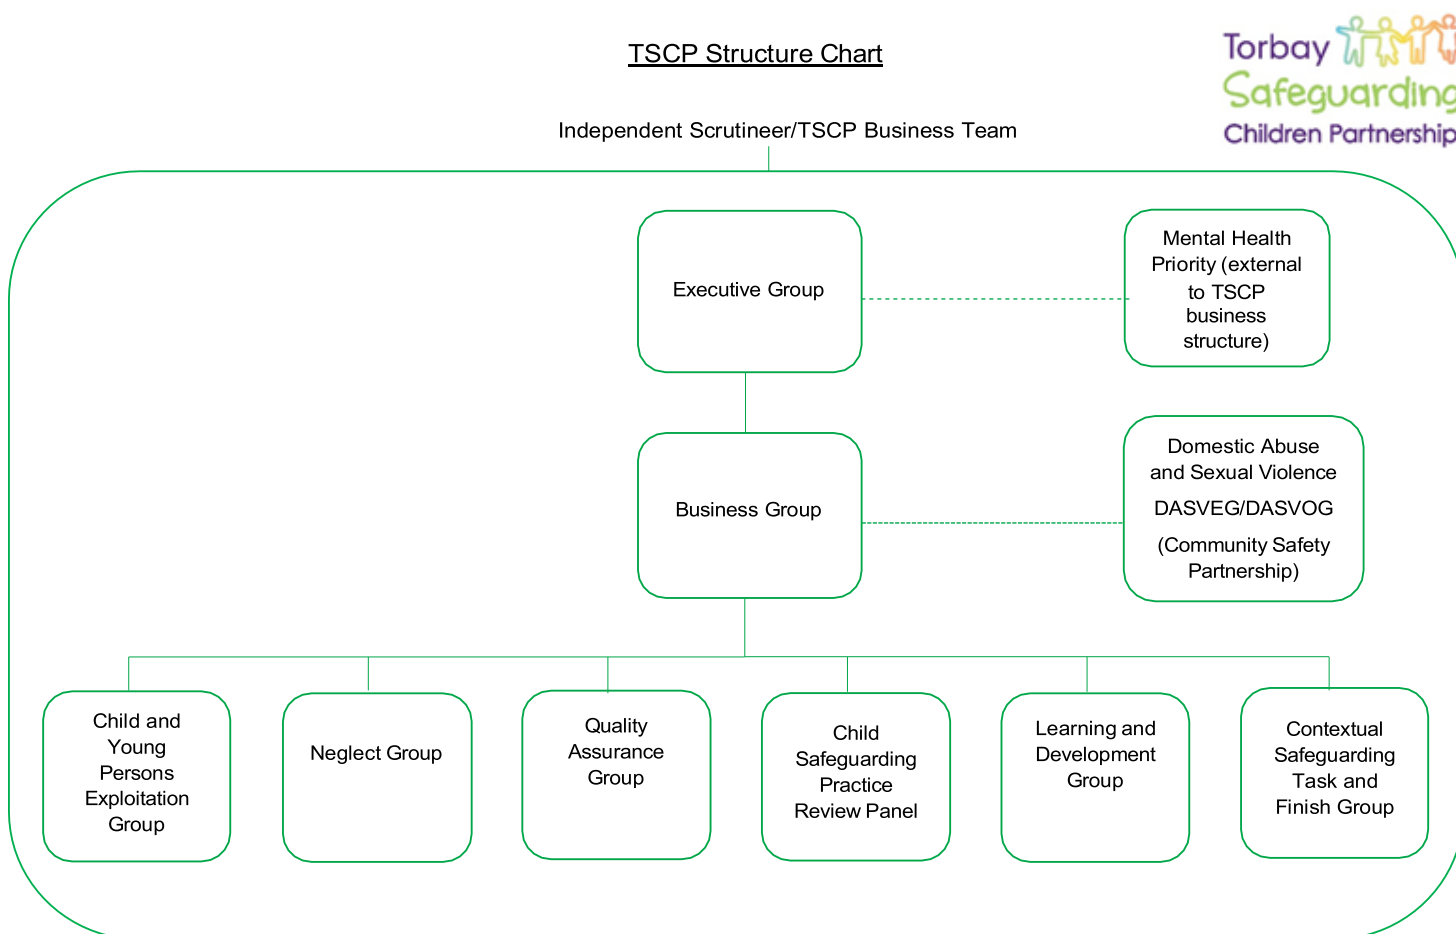 TSCP Structure Chart
Torbay
Safeguarding
Children Partnership
Independent Scrutineer/TSCP Business Team
Executive Group
Mental Health
Priority (external
to TSCP
business
structure)
Business Group
Domestic Abuse
and Sexual Violence
DASVEG/DASVOG
(Community Safety
Partnership)
Child and
Young
Persons
Exploitation
Group
Neglect Group
Quality
Assurance
Group
Child
Safeguarding
Practice
Review Panel
Learning and
Development
Group
Contextual
Safeguarding
Task and
Finish Group